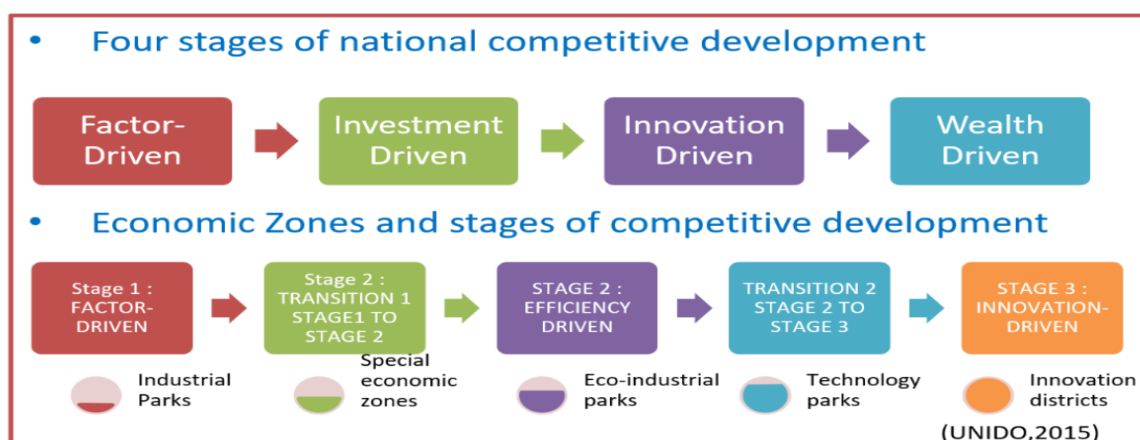 • Four stages of national competitive development
Factor-
Driven
Investment
Driven
Innovation
Driven
Wealth
Driven
• Economic Zones and stages of competitive development
Stage 1 :
FACTOR-
DRIVEN
Stage 2 :
TRANSITION 1
STAGE1 TO
STAGE 2
STAGE 2 :
EFFICIENCY
DRIVEN
TRANSITION 2
STAGE 2 TO
STAGE 3
STAGE 3 :
INNOVATION-
DRIVEN
Industrial
Parks
Special
economic
zones
Eco-industrial
parks
Technology
parks
Innovation
districts
(UNIDO,2015)